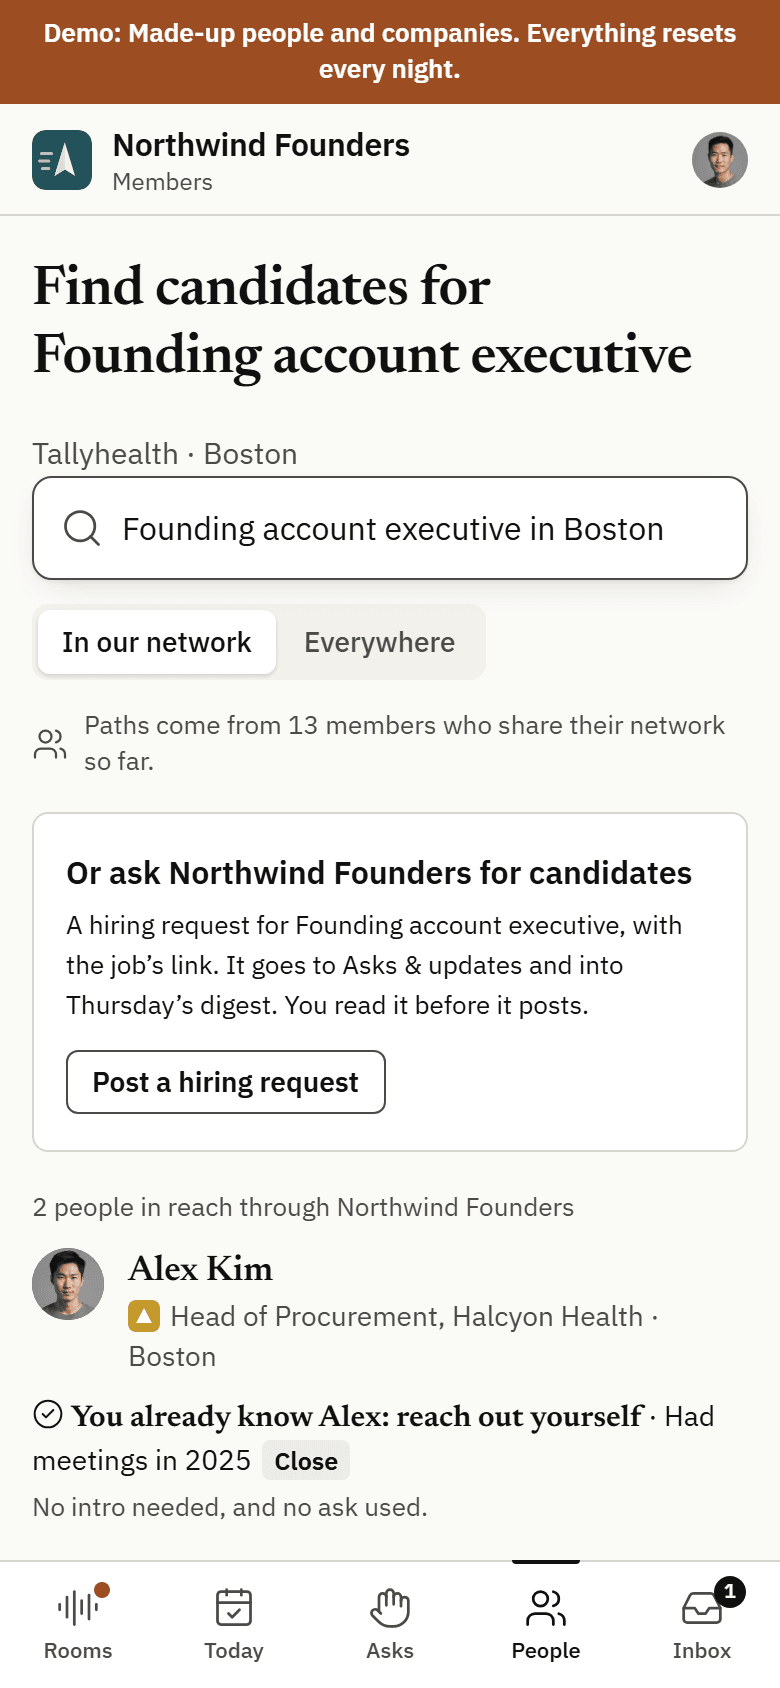 Demo: Made-up people and companies. Everything resets
every night.
Northwind Founders
Members
Find candidates for
Founding account executive
Tallyhealth · Boston
Founding account executive in Boston
In our network
Everywhere
Paths come from 13 members who share their network
so far.
Or ask Northwind Founders for candidates
A hiring request for Founding account executive, with
the job’s link. It goes to Asks & updates and into
Thursday’s digest. You read it before it posts.
Post a hiring request
2 people in reach through Northwind Founders
Alex Kim
Head of Procurement, Halcyon Health ·
Boston
You already know Alex: reach out yourself · Had
meetings in 2025 Close
No intro needed, and no ask used.
1
Rooms
Today
Asks
People
Inbox